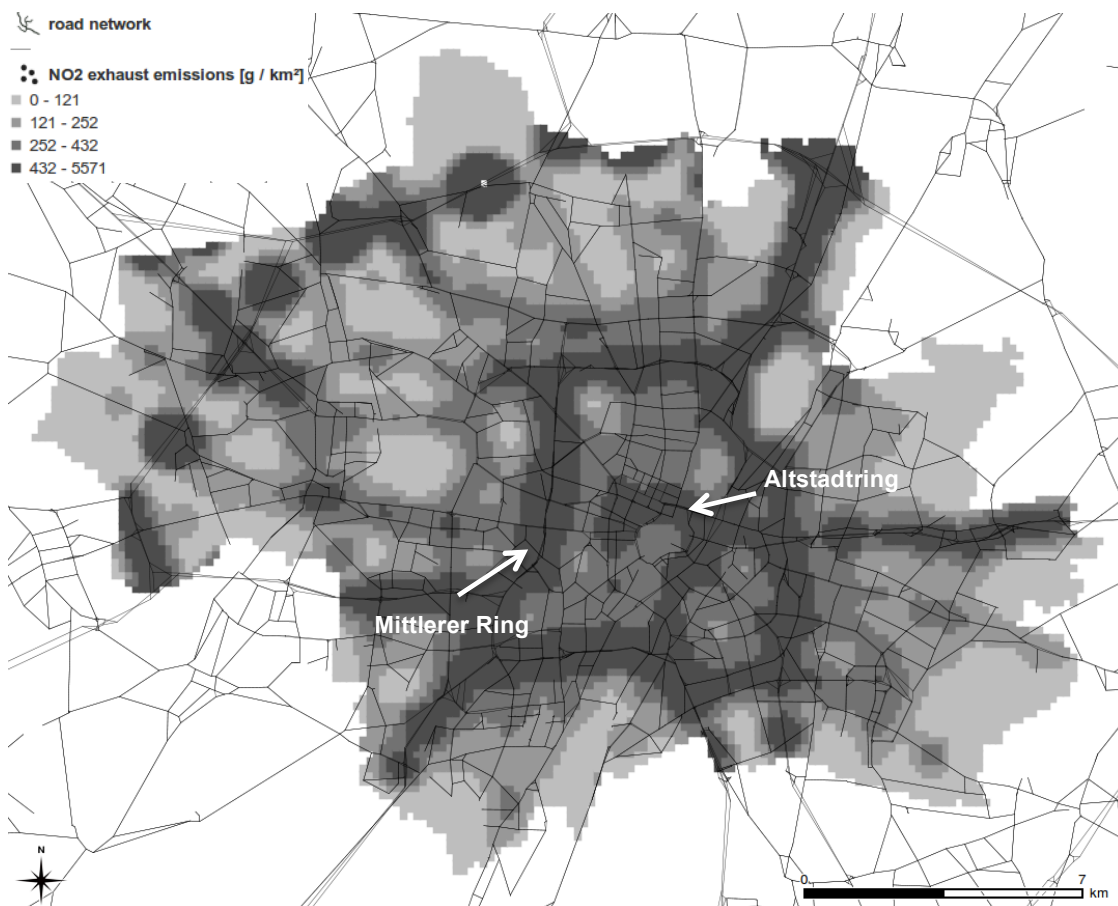 road network
NO2 exhaust emissions [g / km²]
0 - 121
121 - 252
252 - 432
432 - 5571
Altstadtring
Mittlerer Ring
N
0 7
km